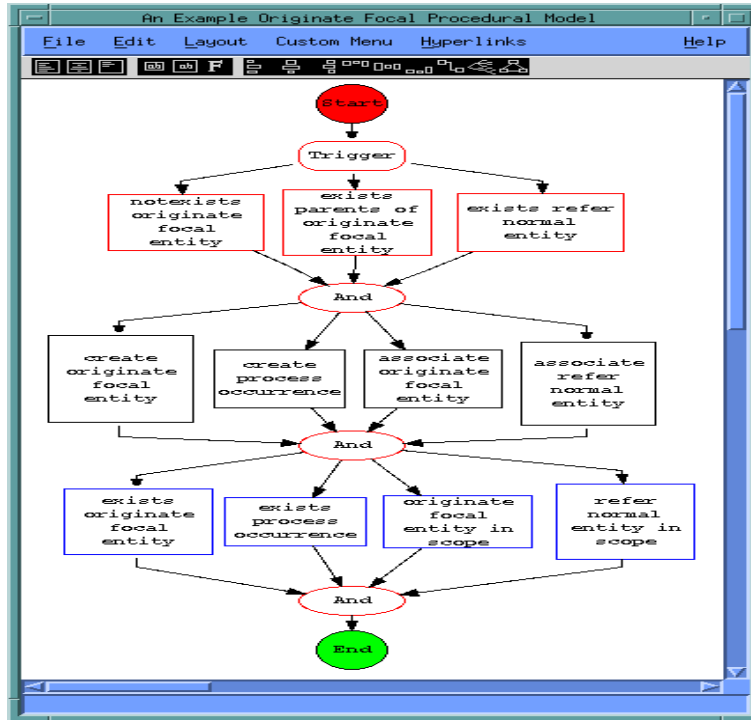 An Example Originate Focal Procedural Model
File Edit Layout Custom Menu Hyperlinks Help
ab ab F
Start
Trigger
notexists
originate
focal
entity
exists
parents of
originate
focal
entity
exists refer
normal
entity
And
create
originate
focal
entity
create
process
occurrence
associate
originate
focal
entity
associate
refer
normal
entity
And
exists
originate
focal
entity
exists
process
occurrence
originate
focal
entity in
scope
refer
normal
entity in
scope
And
End